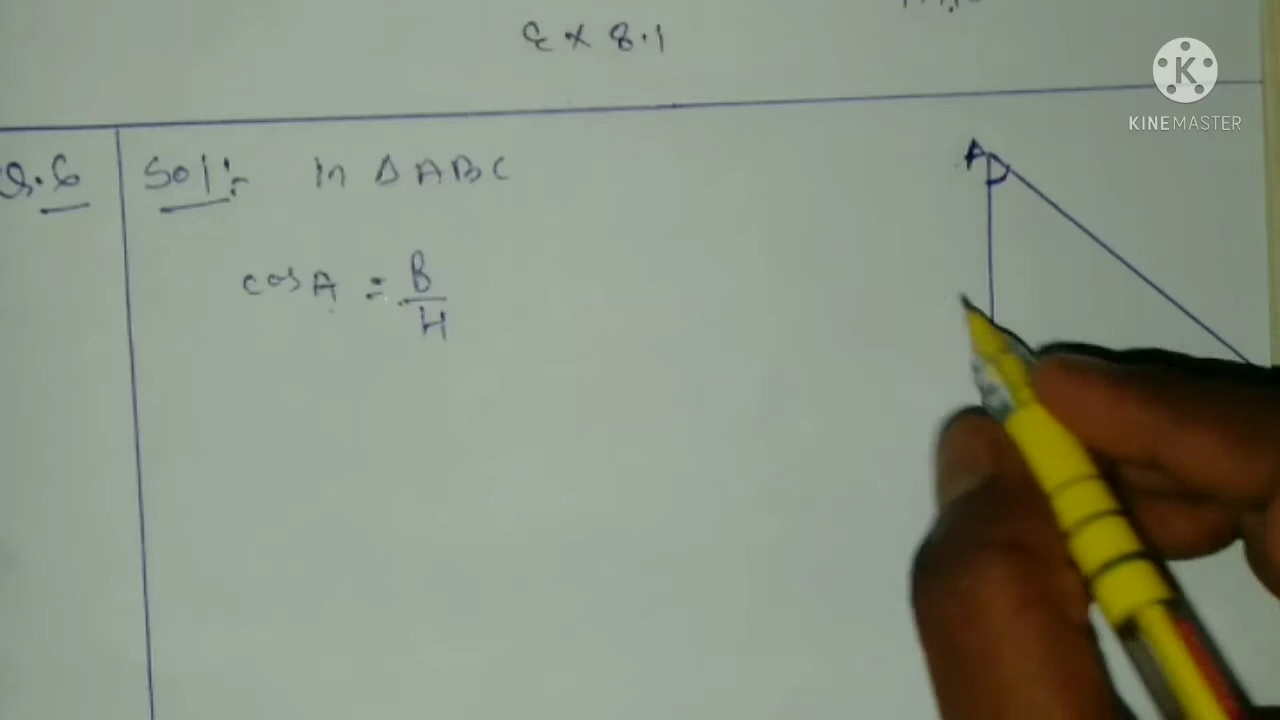 Ex 8.1
K
KINEMASTER
Q.6
Sol:- In Δ ABC
A
cos A = B/H